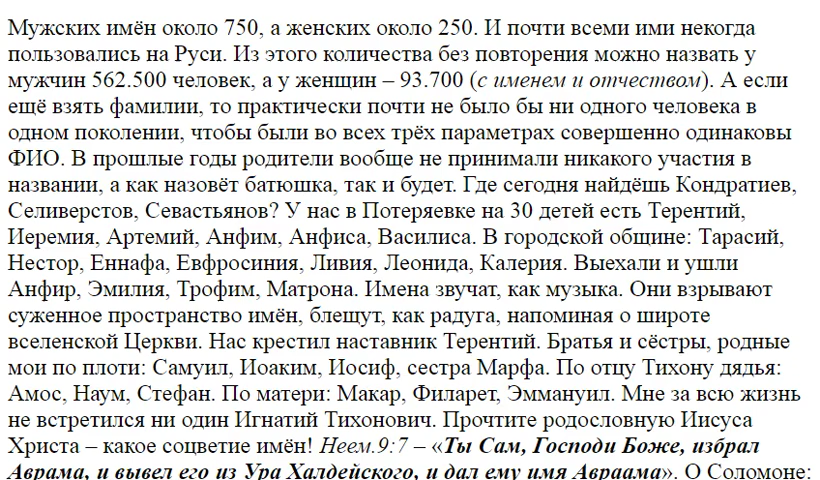 Мужских имён около 750, а женских около 250. И почти всеми ими некогда
пользовались на Руси. Из этого количества без повторения можно назвать у
мужчин 562.500 человек, а у женщин – 93.700 (с именем и отчеством). А если
ещё взять фамилии, то практически почти не было бы ни одного человека в
одном поколении, чтобы были во всех трёх параметрах совершенно одинаковы
ФИО. В прошлые годы родители вообще не принимали никакого участия в
названии, а как назовёт батюшка, так и будет. Где сегодня найдёшь Кондратиев,
Селиверстов, Севастьянов? У нас в Потеряевке на 30 детей есть Терентий,
Иеремия, Артемий, Анфим, Анфиса, Василиса. В городской общине: Тарасий,
Нестор, Еннафа, Евфросиния, Ливия, Леонида, Калерия. Выехали и ушли
Анфир, Эмилия, Трофим, Матрона. Имена звучат, как музыка. Они взрывают
суженное пространство имён, блещут, как радуга, напоминая о широте
вселенской Церкви. Нас крестил наставник Терентий. Братья и сёстры, родные
мои по плоти: Самуил, Иоаким, Иосиф, сестра Марфа. По отцу Тихону дядья:
Амос, Наум, Стефан. По матери: Макар, Филарет, Эммануил. Мне за всю жизнь
не встретился ни один Игнатий Тихонович. Прочтите родословную Иисуса
Христа – какое соцветие имён! Неем.9:7 – «Ты Сам, Господи Боже, избрал
Аврама, и вывел его из Ура Халдейского, и дал ему имя Авраама». О Соломоне: